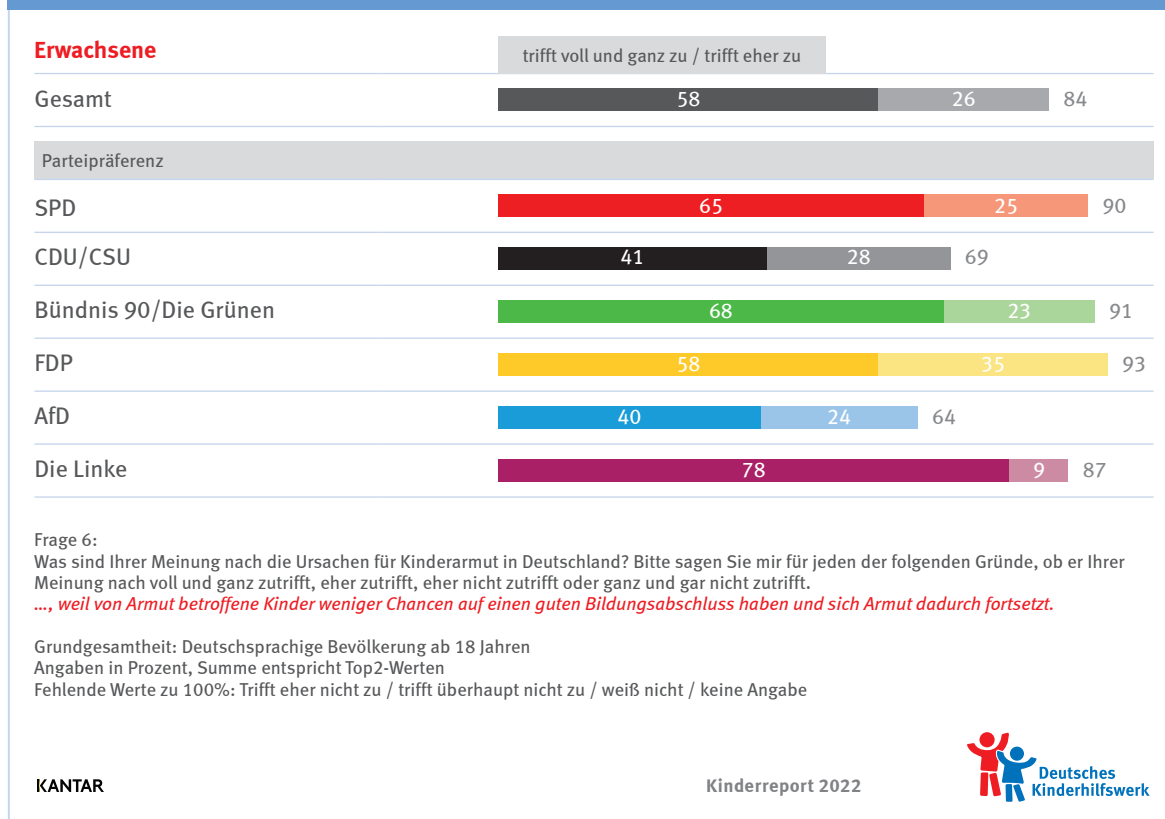 Erwachsene
trifft voll und ganz zu / trifft eher zu
Gesamt 58 26 84
Parteipräferenz
SPD 65 25 90
CDU/CSU 41 28 69
Bündnis 90/Die Grünen 68 23 91
FDP 58 35 93
AfD 40 24 64
Die Linke 78 9 87
Frage 6:
Was sind Ihrer Meinung nach die Ursachen für Kinderarmut in Deutschland? Bitte sagen Sie mir für jeden der folgenden Gründe, ob er Ihrer
Meinung nach voll und ganz zutrifft, eher zutrifft, eher nicht zutrifft oder ganz und gar nicht zutrifft.
…, weil von Armut betroffene Kinder weniger Chancen auf einen guten Bildungsabschluss haben und sich Armut dadurch fortsetzt.
Grundgesamtheit: Deutschsprachige Bevölkerung ab 18 Jahren
Angaben in Prozent, Summe entspricht Top2-Werten
Fehlende Werte zu 100%: Trifft eher nicht zu / trifft überhaupt nicht zu / weiß nicht / keine Angabe
KANTAR
Kinderreport 2022
Deutsches
Kinderhilfswerk